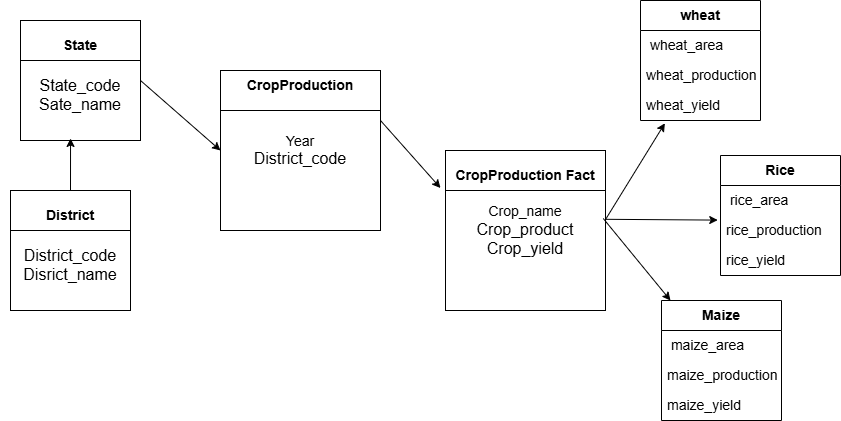 State
State_code
Sate_name
District
District_code
Disrict_name
CropProduction
Year
District_code
CropProduction Fact
Crop_name
Crop_product
Crop_yield
wheat
wheat_area
wheat_production
wheat_yield
Rice
rice_area
rice_production
rice_yield
Maize
maize_area
maize_production
maize_yield